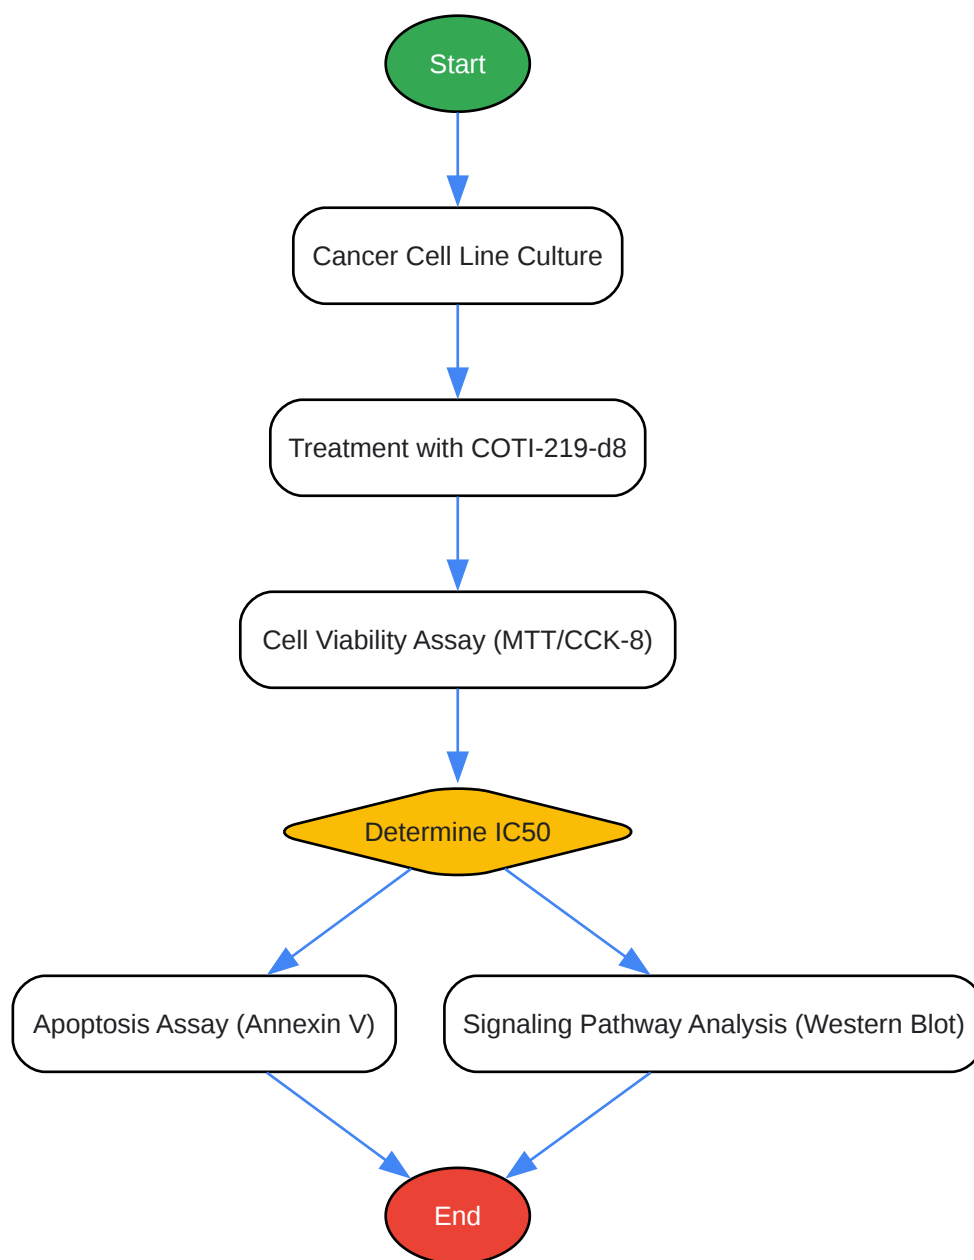 Start
Cancer Cell Line Culture
Treatment with COTI-219-d8
Cell Viability Assay (MTT/CCK-8)
Determine IC50
Apoptosis Assay (Annexin V)
Signaling Pathway Analysis (Western Blot)
End